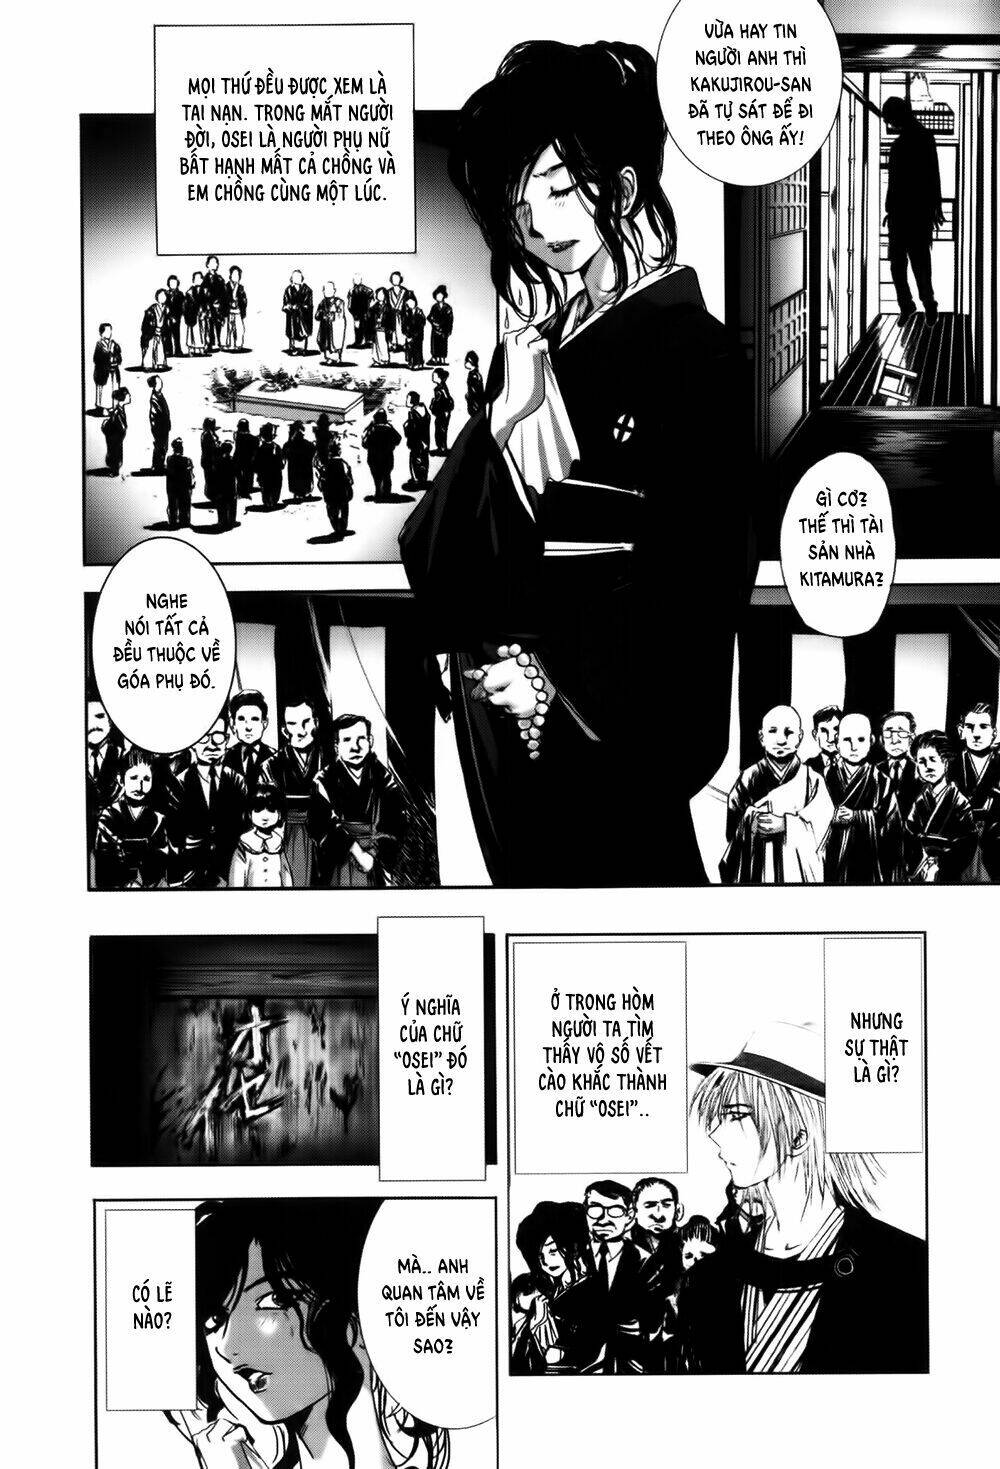 VỪA HAY TIN
NGƯỜI ANH THÌ
KAKUJIROU-SAN
ĐÃ TỰ SÁT ĐỂ ĐI
THEO ÔNG ẤY!
MỌI THỨ ĐỀU ĐƯỢC XEM LÀ
TAI NẠN. TRONG MẮT NGƯỜI
ĐỜI, OSEI LÀ NGƯỜI PHỤ NỮ
BẤT HẠNH MẤT CẢ CHỒNG VÀ
EM CHỒNG CÙNG MỘT LÚC.
GÌ CƠ?
THẾ THÌ TÀI
SẢN NHÀ
KITAMURA?
NGHE
NÓI TẤT CẢ
ĐỀU THUỘC VỀ
GÓA PHỤ ĐÓ.
NHƯNG
SỰ THẬT
LÀ GÌ?
Ở TRONG HÒM
NGƯỜI TA TÌM
THẤY VÔ SỐ VẾT
CÀO KHẮC THÀNH
CHỮ "OSEI"..
Ý NGHĨA
CỦA CHỮ
"OSEI" ĐÓ
LÀ GÌ?
オセイ
MÀ.. ANH
QUAN TÂM VỀ
TÔI ĐẾN VẬY
SAO?
CÓ LẼ
NÀO?